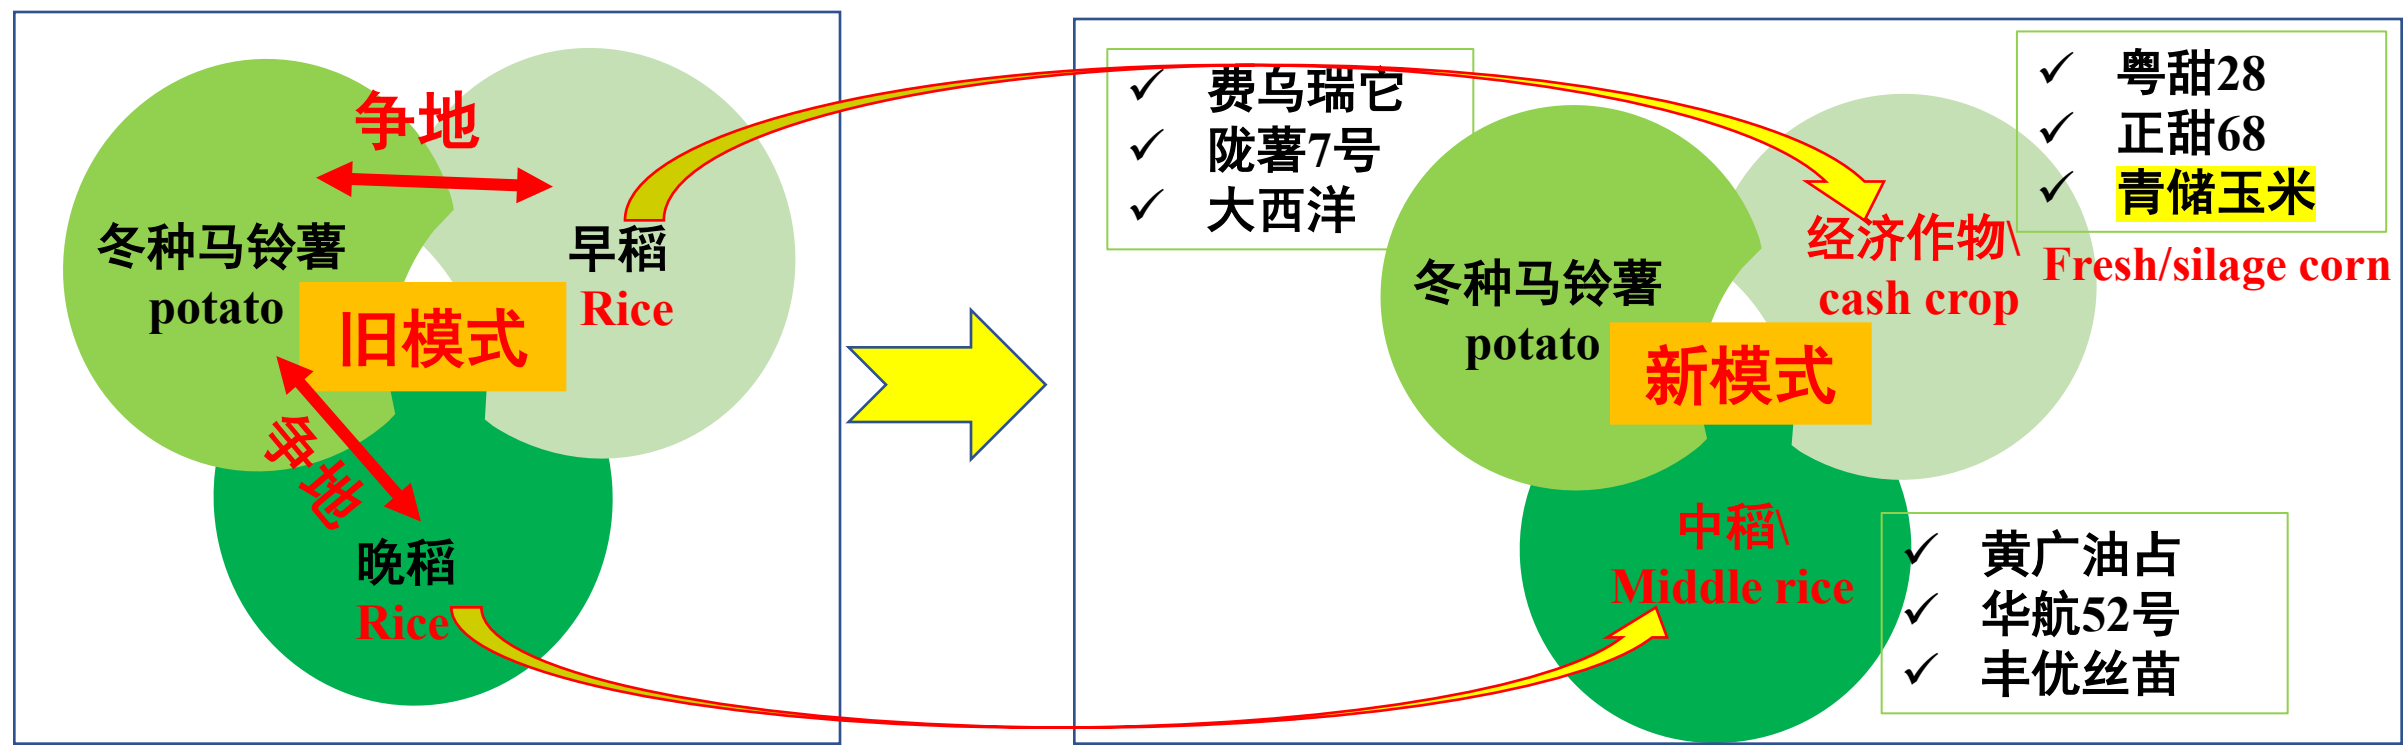 争地
冬种马铃薯
potato
早稻
Rice
旧模式
争地
晚稻
Rice
费乌瑞它
陇薯7号
大西洋
粤甜28
正甜68
青储玉米
冬种马铃薯
potato
经济作物\
cash crop
Fresh/silage corn
新模式
中稻\
Middle rice
黄广油占
华航52号
丰优丝苗